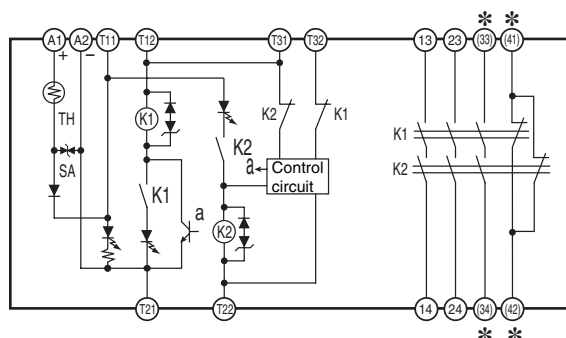 ✱ ✱
A1 A2 T11 T12 T31 T32 13 23 (33) (41)
+ −
TH
SA
K1
K1
a
K2
K2
K2 K1
a
Control
circuit
K1
K2
T21 T22 14 24 (34) (42)
✱ ✱